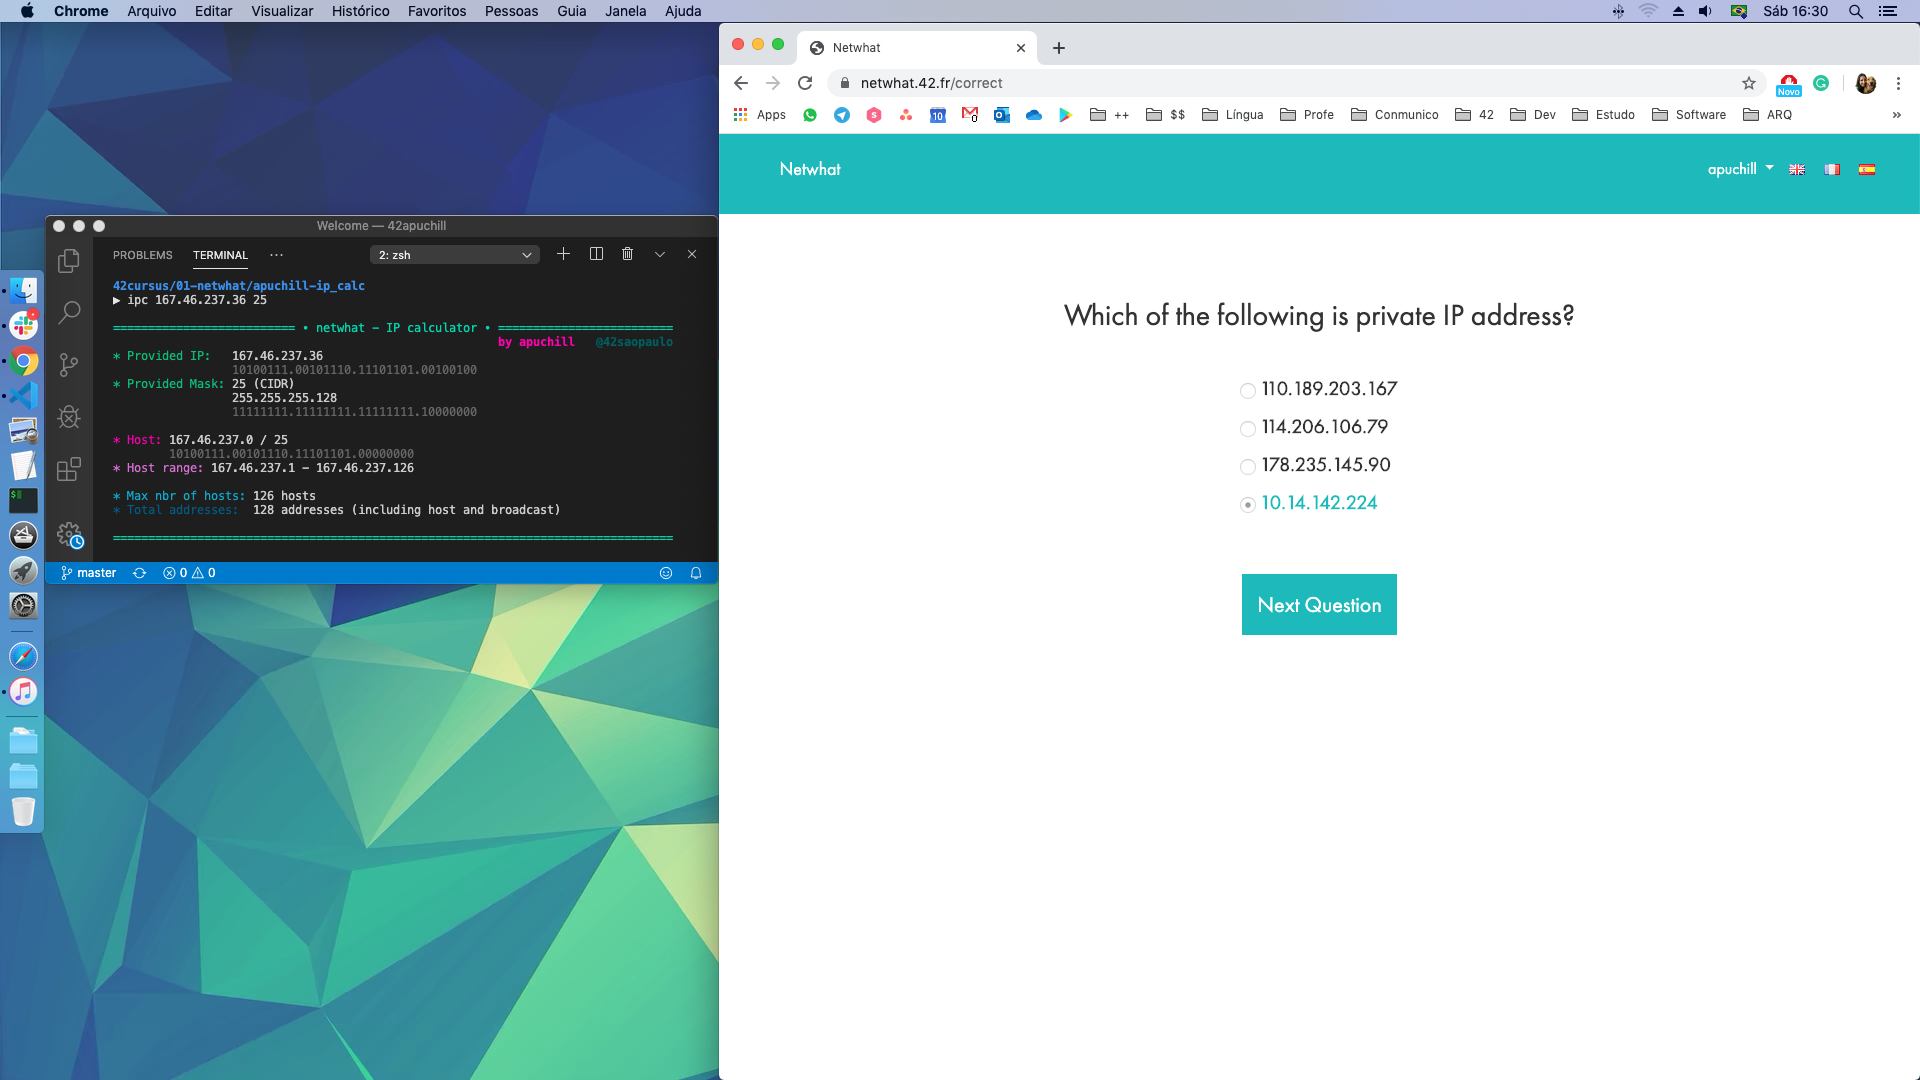 Chrome Arquivo Editar Visualizar Histórico Favoritos Pessoas Guia Janela Ajuda
Sáb 16:30
Welcome — 42apuchill
PROBLEMS TERMINAL ··· 2: zsh
42cursus/01-netwhat/apuchill-ip_calc
▶ ipc 167.46.237.36 25
========================== • netwhat - IP calculator • =========================
by apuchill @42saopaulo
* Provided IP: 167.46.237.36
10100111.00101110.11101101.00100100
* Provided Mask: 25 (CIDR)
255.255.255.128
11111111.11111111.11111111.10000000
* Host: 167.46.237.0 / 25
10100111.00101110.11101101.00000000
* Host range: 167.46.237.1 - 167.46.237.126
* Max nbr of hosts: 126 hosts
* Total addresses: 128 addresses (including host and broadcast)
================================================================================
master 0 0
Netwhat
netwhat.42.fr/correct
Novo
Apps 10 0 ++ $$ Língua Profe Conmunico 42 Dev Estudo Software ARQ »
Netwhat
apuchill
Which of the following is private IP address?
110.189.203.167
114.206.106.79
178.235.145.90
10.14.142.224
Next Question